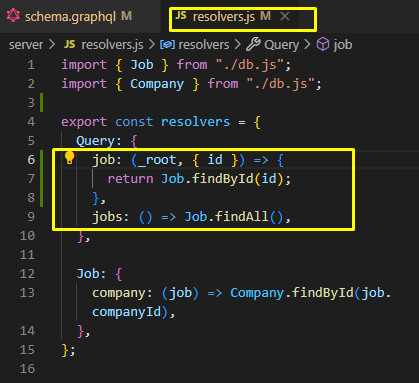 schema.graphql M JS resolvers.js M ×
server > JS resolvers.js > resolvers > Query > job
1 import { Job } from "./db.js";
2 import { Company } from "./db.js";
3
4 export const resolvers = {
5 Query: {
6 job: (_root, { id }) => {
7 return Job.findById(id);
8 },
9 jobs: () => Job.findAll(),
10 },
11
12 Job: {
13 company: (job) => Company.findById(job.
companyId),
14 },
15 };
16